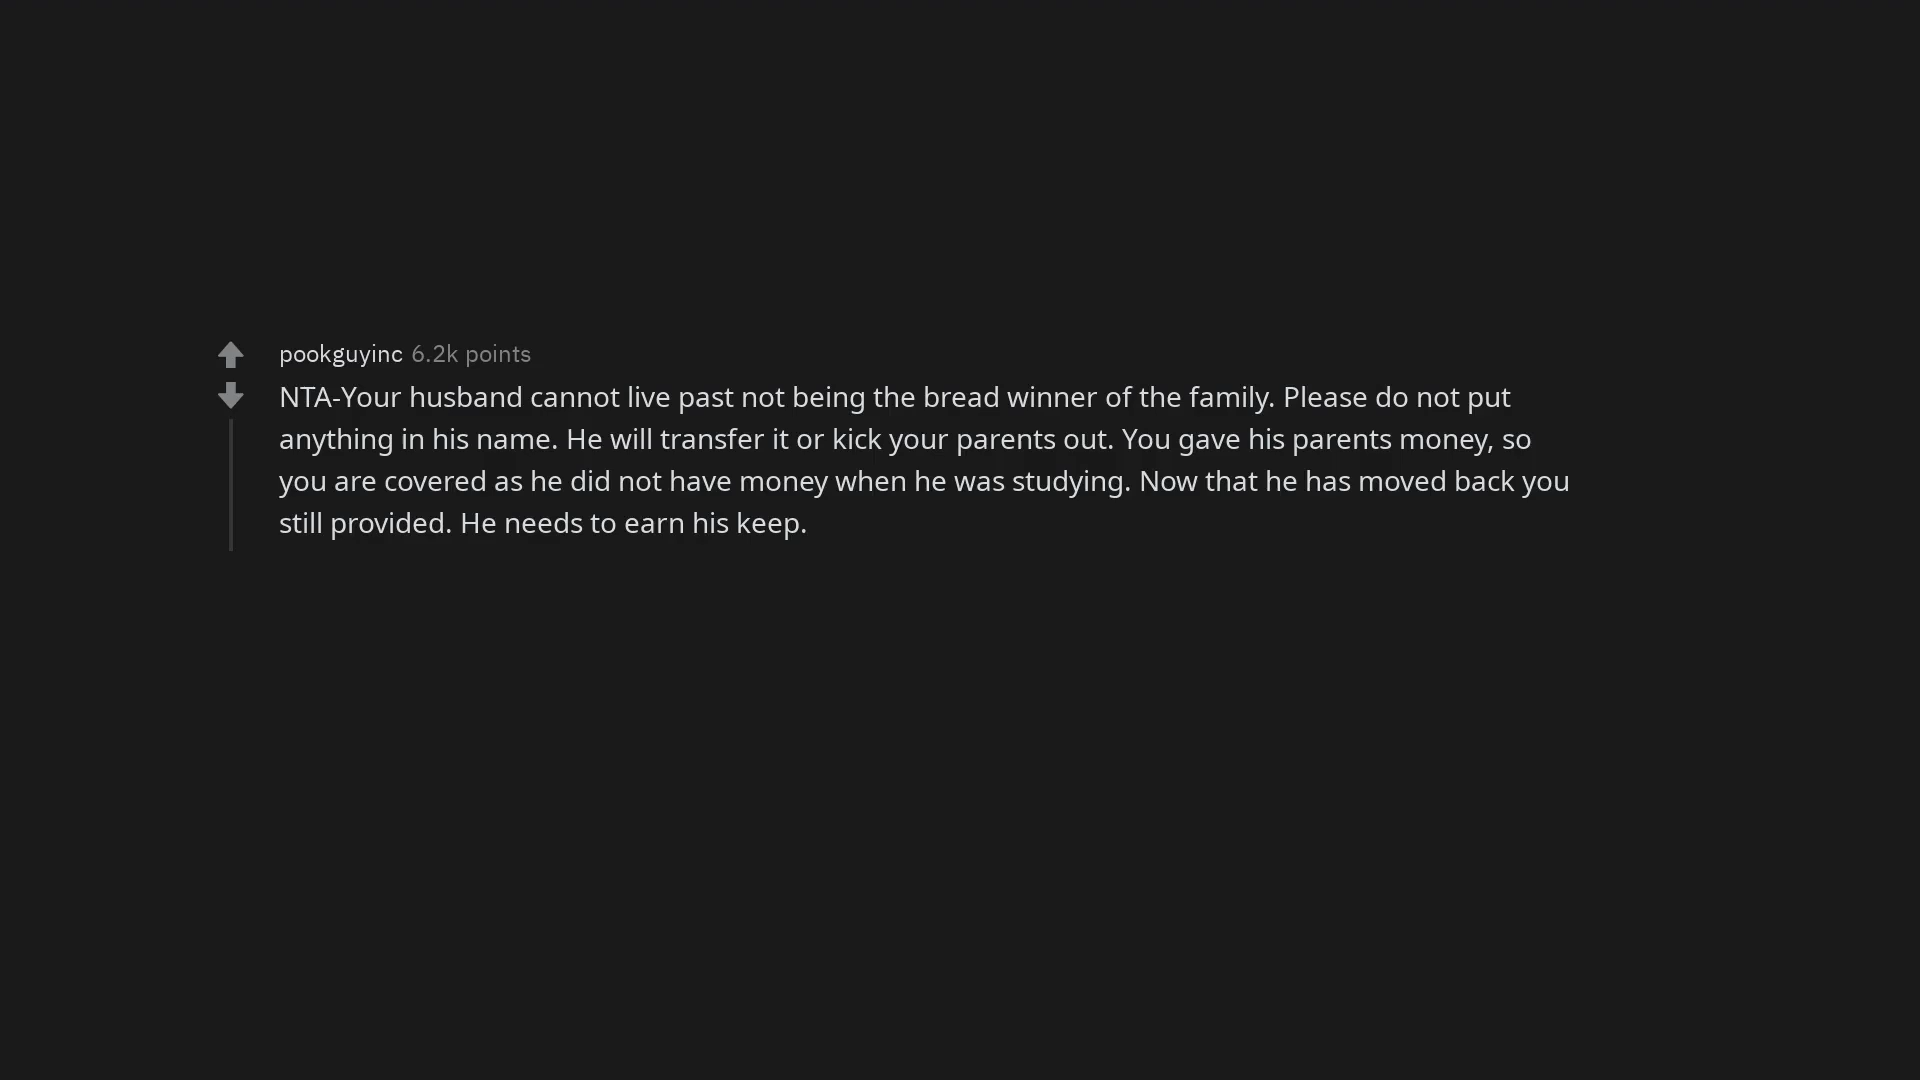 pookguyinc 6.2k points
NTA-Your husband cannot live past not being the bread winner of the family. Please do not put
anything in his name. He will transfer it or kick your parents out. You gave his parents money, so
you are covered as he did not have money when he was studying. Now that he has moved back you
still provided. He needs to earn his keep.